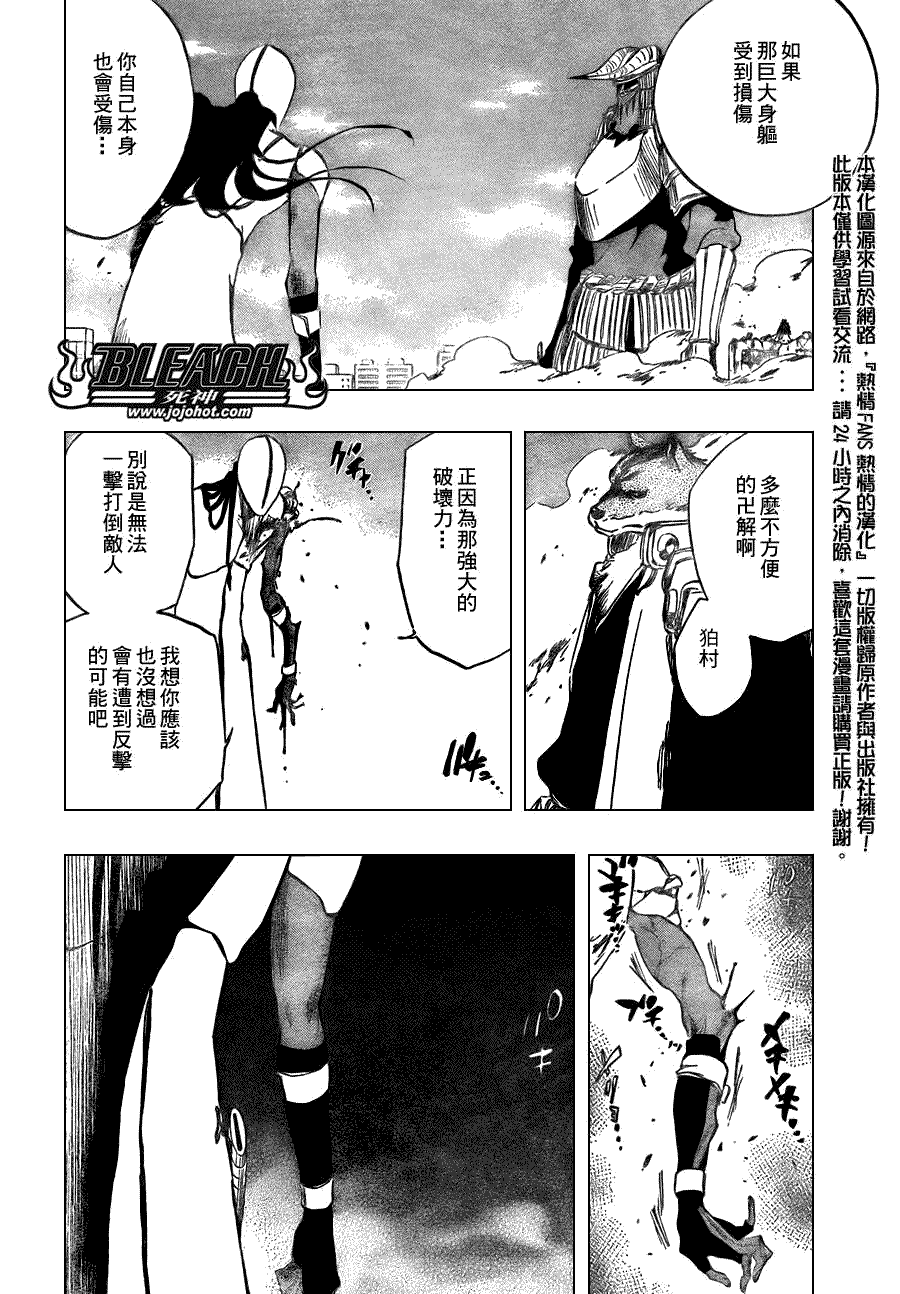 如果
那巨大身軀
受到損傷
你自己本身
也會受傷…
BLEACH
死神
www.jojohot.com
多麼不方便
的卍解啊
狛村
正因為那強大的
破壞力…
別說是無法
一擊打倒敵人
我想你應該
也沒想過
會有遭到反擊
的可能吧
本漢化圖源來自於網路，『熱情FANS熱情的漢化』一切版權歸原作者與出版社擁有！
此版本僅供學習試看交流…請24小時之內消除，喜歡這套漫畫請購買正版！謝謝。